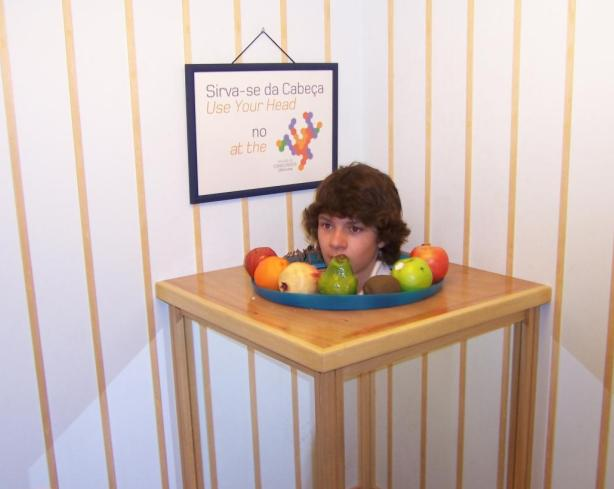 Sirva-se da Cabeça
Use Your Head
no
at the